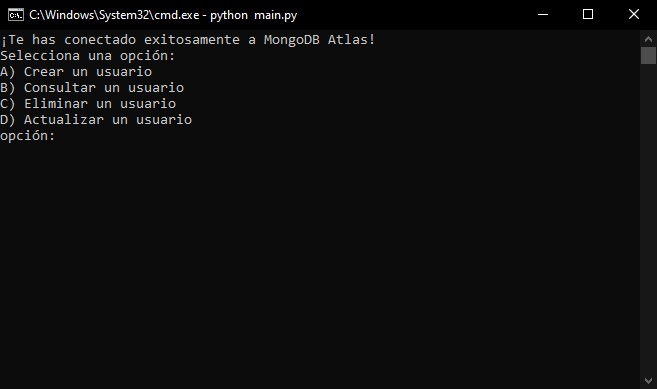 C:\Windows\System32\cmd.exe - python  main.py
¡Te has conectado exitosamente a MongoDB Atlas!
Selecciona una opción:
A) Crear un usuario
B) Consultar un usuario
C) Eliminar un usuario
D) Actualizar un usuario
opción: